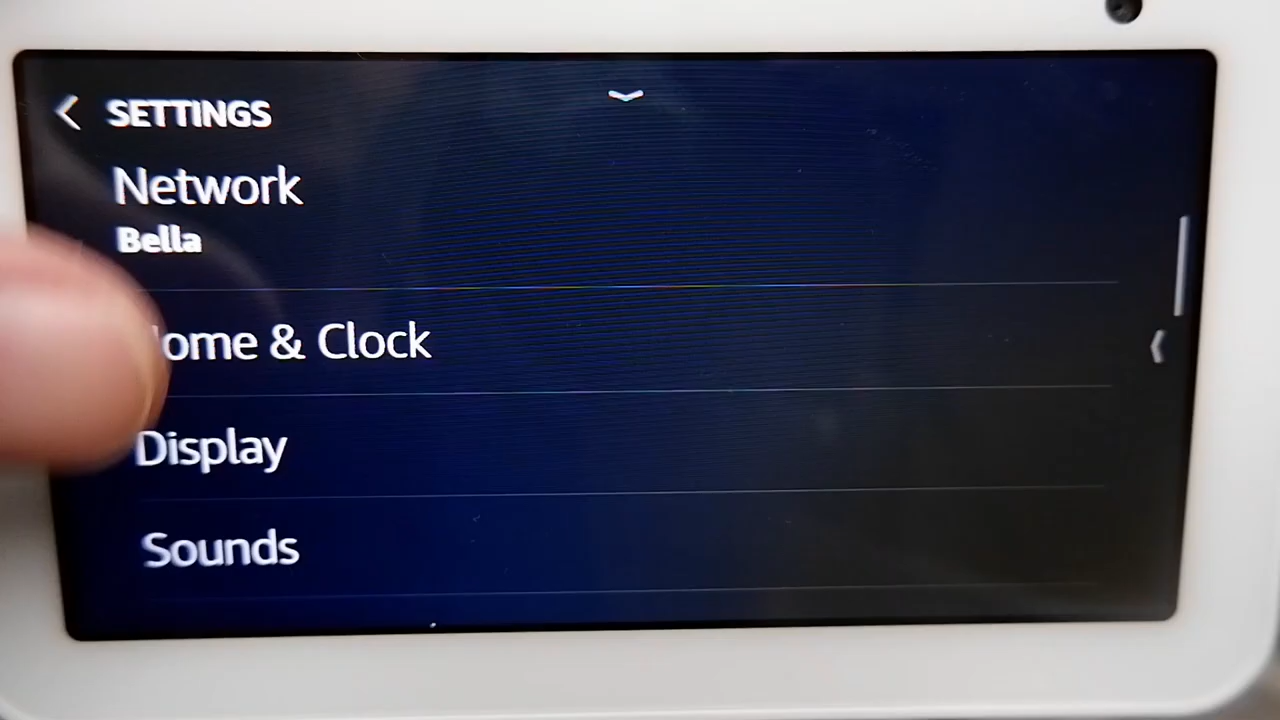 SETTINGS
Network
Bella
ome & Clock
Display
Sounds